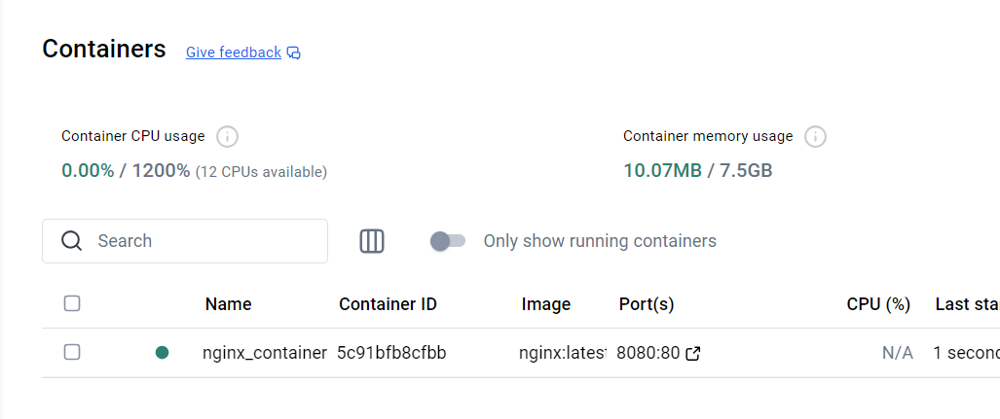 Containers Give feedback
Container CPU usage Container memory usage
0.00% / 1200% (12 CPUs available) 10.07MB / 7.5GB
Search Only show running containers
Name Container ID Image Port(s) CPU (%) Last sta
nginx_container 5c91bfb8cfbb nginx:latest 8080:80 N/A 1 secon